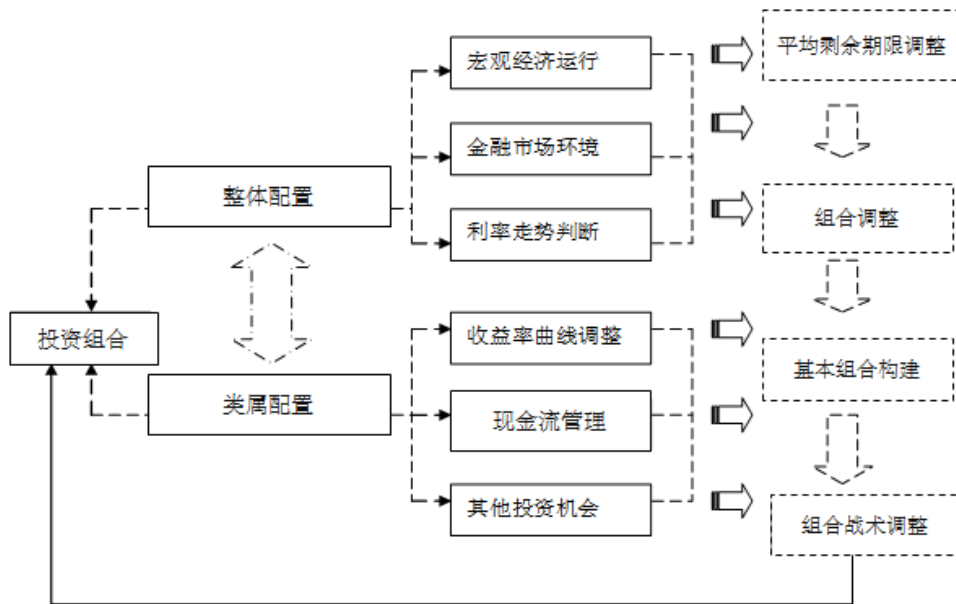 宏观经济运行
平均剩余期限调整
金融市场环境
整体配置
利率走势判断
组合调整
投资组合
收益率曲线调整
基本组合构建
类属配置
现金流管理
其他投资机会
组合战术调整